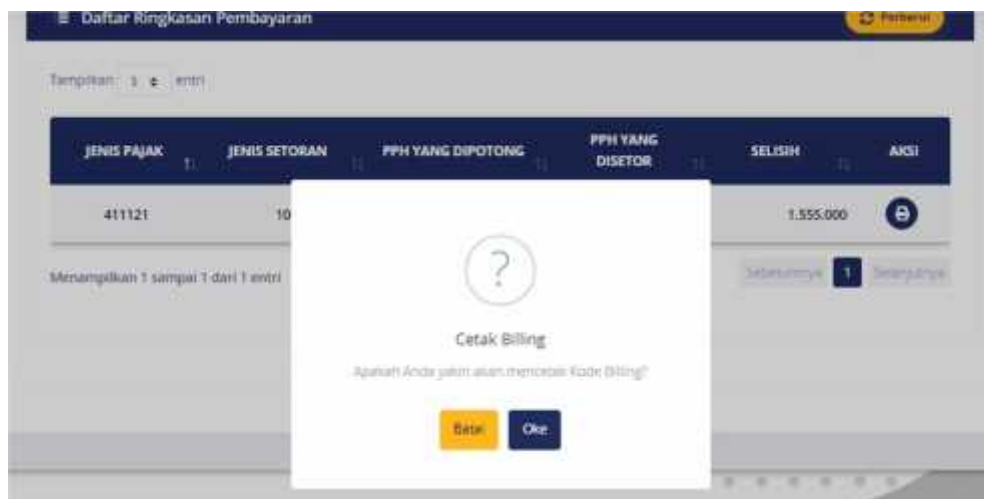 Daftar Ringkasan Pembayaran
Perbarui
Tampilkan entri
JENIS PAJAK JENIS SETORAN PPH YANG DIPOTONG PPH YANG DISETOR SELISIH AKSI
411121 10 1.555.000
Menampilkan 1 sampai 1 dari 1 entri
Sebelumnya 1 Selanjutnya
?
Cetak Billing
Apakah Anda yakin akan mencetak Kode Billing?
Batal Oke